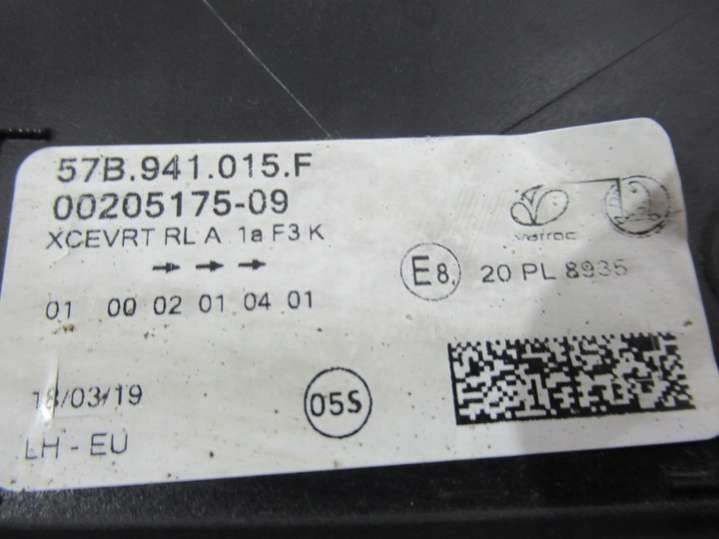 57B.941.015.F
00205175-09
XCEVRT RL A 1a F3 K
varroc
E8 20 PL 8935
01 00 02 01 04 01
18/03/19
05S
LH - EU